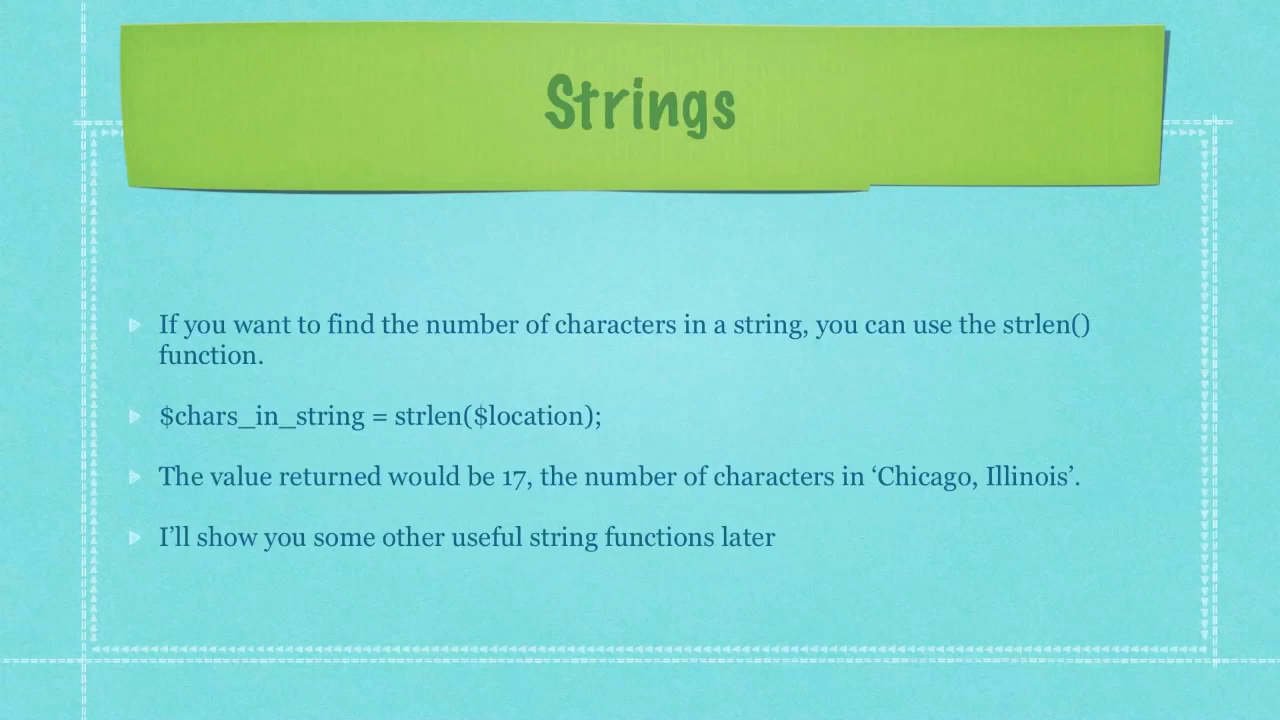 Strings
If you want to find the number of characters in a string, you can use the strlen()
function.
$chars_in_string = strlen($location);
The value returned would be 17, the number of characters in ‘Chicago, Illinois’.
I’ll show you some other useful string functions later